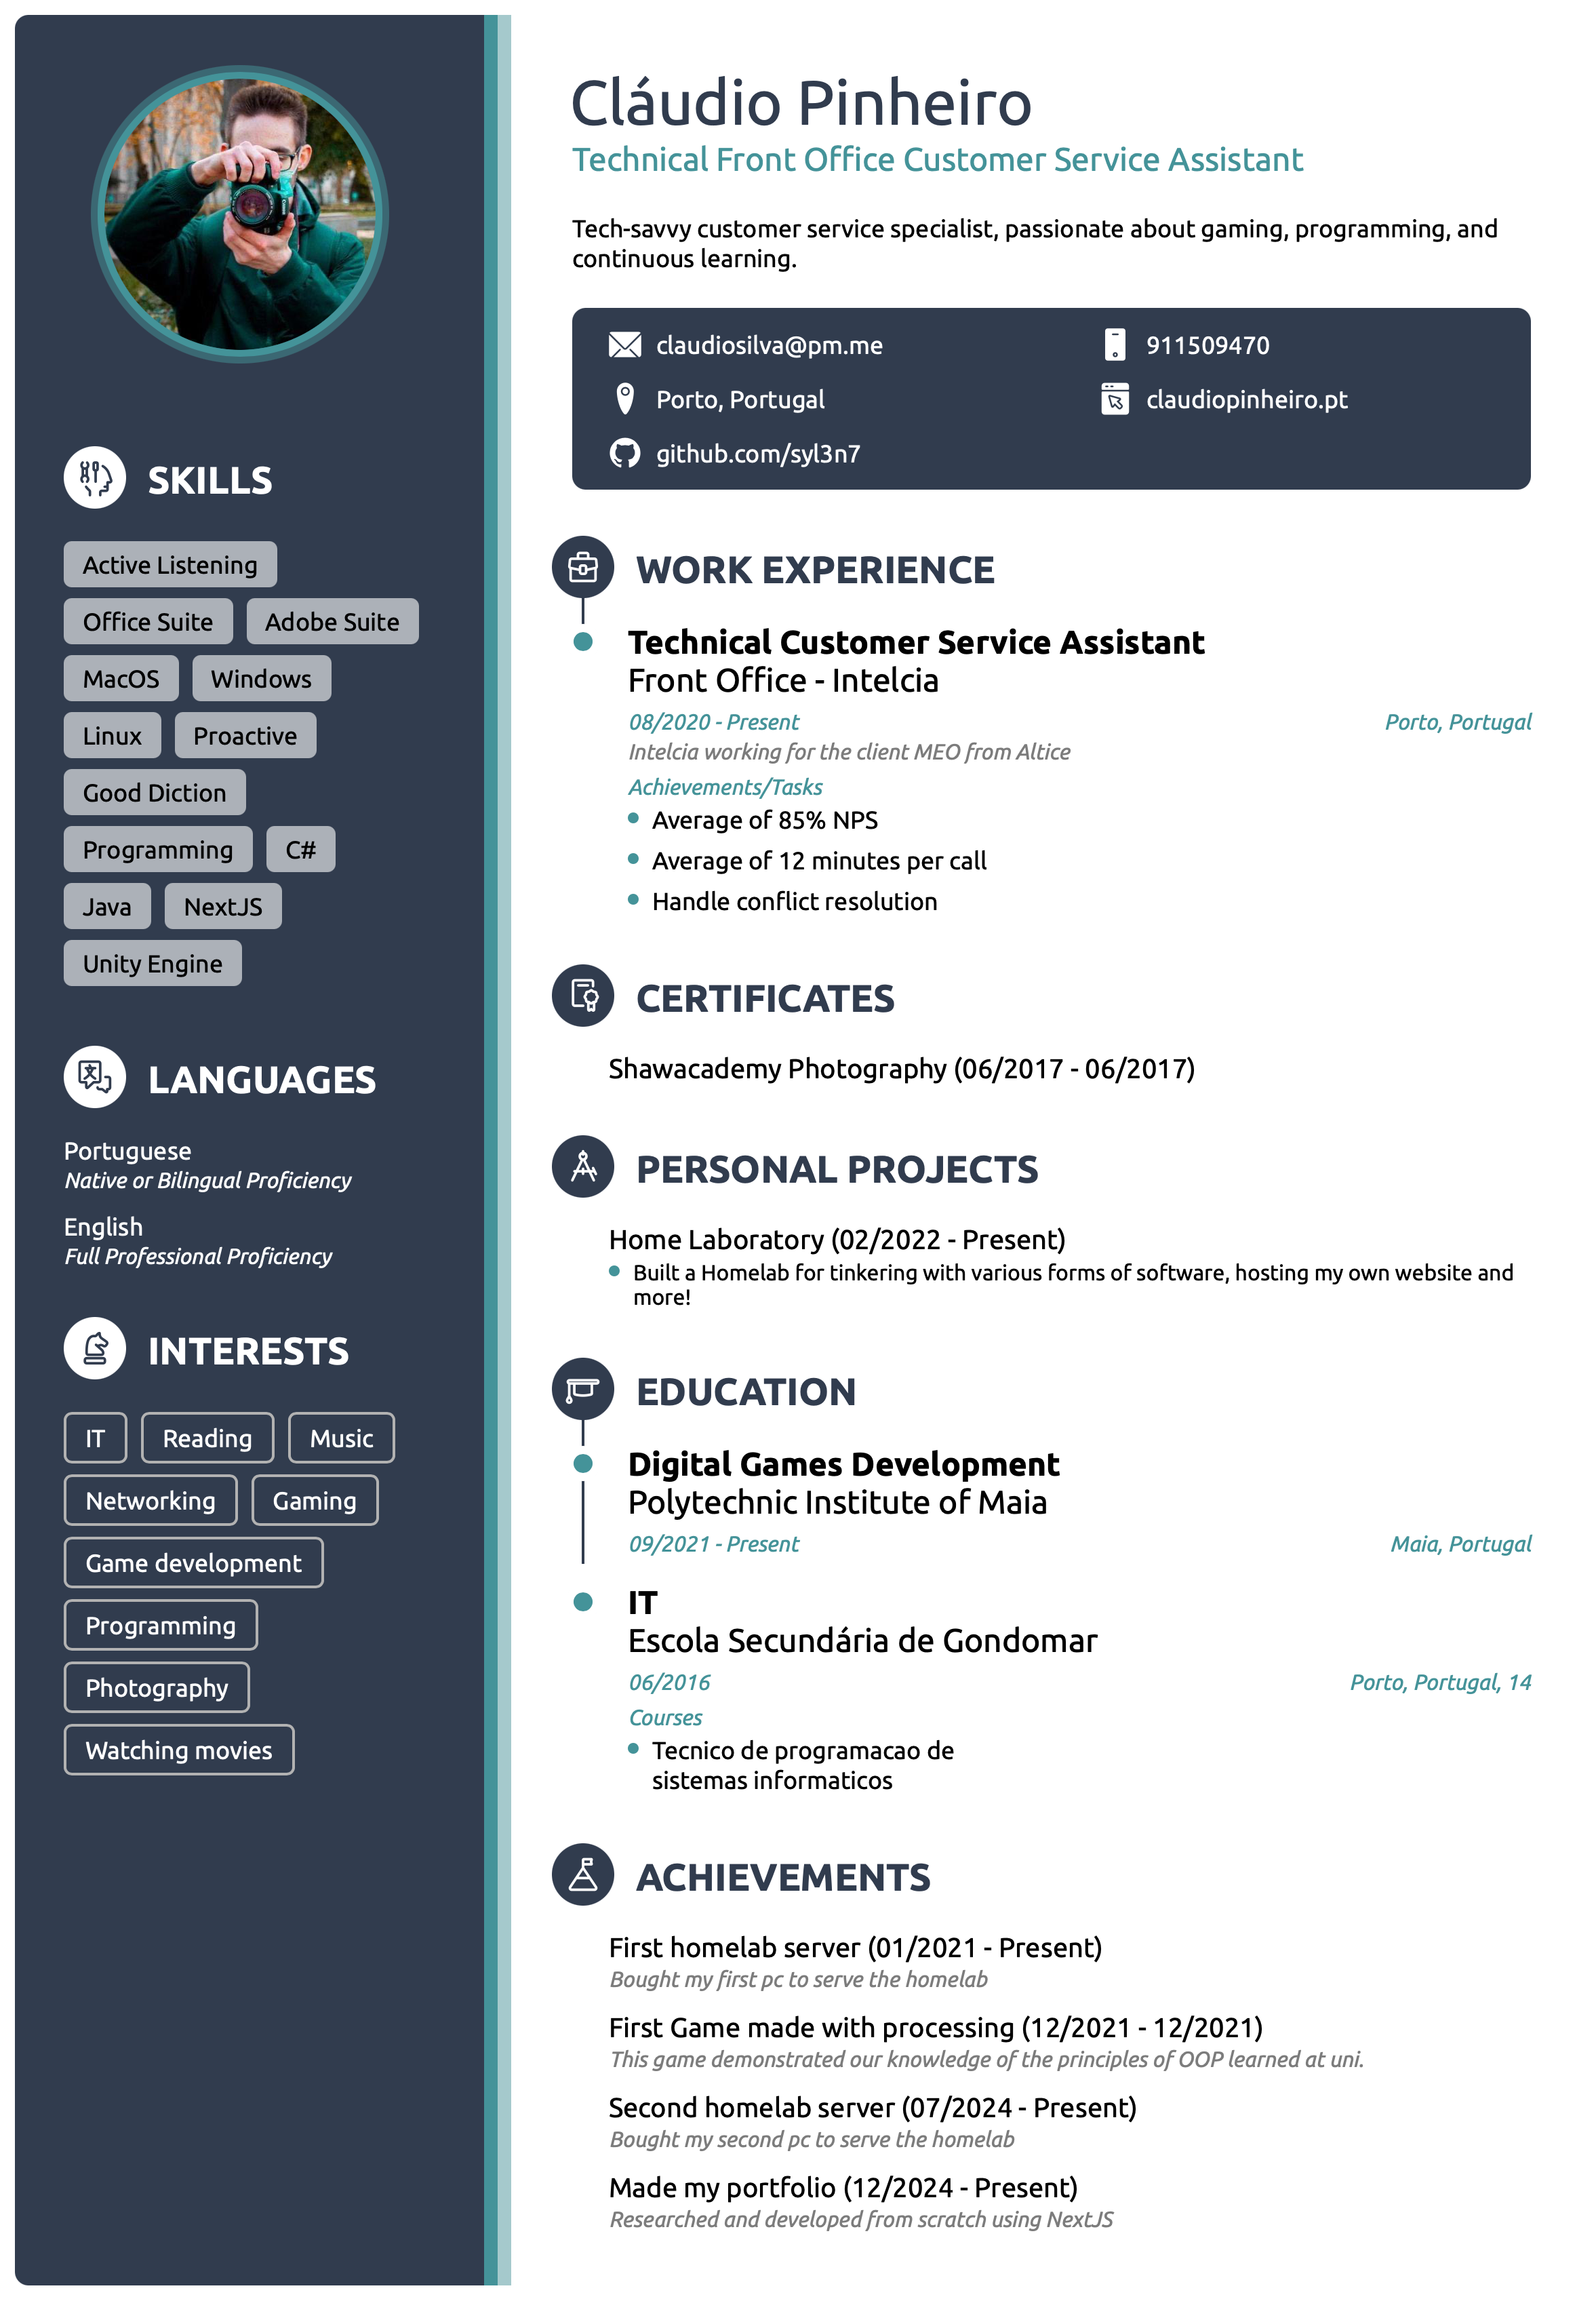 Cláudio Pinheiro
Technical Front Office Customer Service Assistant
Tech-savvy customer service specialist, passionate about gaming, programming, and
continuous learning.
claudiosilva@pm.me
911509470
Porto, Portugal
claudiopinheiro.pt
github.com/syl3n7
SKILLS
Active Listening
Office Suite Adobe Suite
MacOS Windows
Linux Proactive
Good Diction
Programming C#
Java NextJS
Unity Engine
LANGUAGES
Portuguese
Native or Bilingual Proficiency
English
Full Professional Proficiency
INTERESTS
IT Reading Music
Networking Gaming
Game development
Programming
Photography
Watching movies
WORK EXPERIENCE
Technical Customer Service Assistant
Front Office - Intelcia
08/2020 - Present Porto, Portugal
Intelcia working for the client MEO from Altice
Achievements/Tasks
Average of 85% NPS
Average of 12 minutes per call
Handle conflict resolution
CERTIFICATES
Shawacademy Photography (06/2017 - 06/2017)
PERSONAL PROJECTS
Home Laboratory (02/2022 - Present)
Built a Homelab for tinkering with various forms of software, hosting my own website and
more!
EDUCATION
Digital Games Development
Polytechnic Institute of Maia
09/2021 - Present Maia, Portugal
IT
Escola Secundária de Gondomar
06/2016 Porto, Portugal, 14
Courses
Tecnico de programacao de
sistemas informaticos
ACHIEVEMENTS
First homelab server (01/2021 - Present)
Bought my first pc to serve the homelab
First Game made with processing (12/2021 - 12/2021)
This game demonstrated our knowledge of the principles of OOP learned at uni.
Second homelab server (07/2024 - Present)
Bought my second pc to serve the homelab
Made my portfolio (12/2024 - Present)
Researched and developed from scratch using NextJS